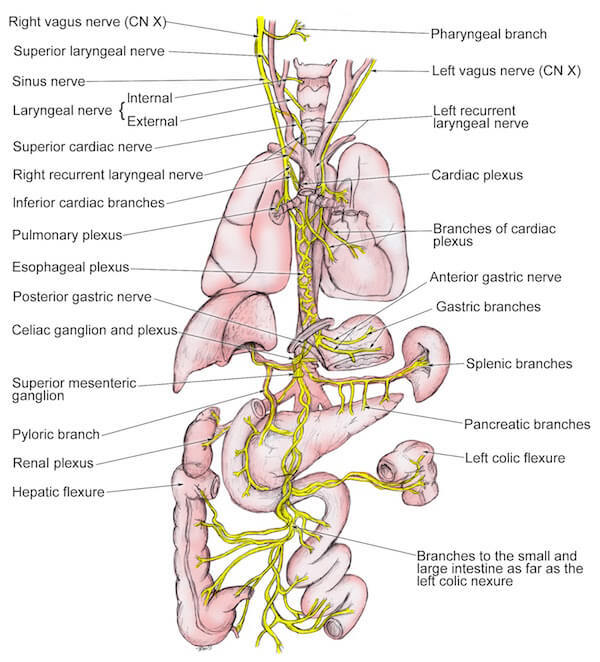 Right vagus nerve (CN X)
Superior laryngeal nerve
Sinus nerve
Laryngeal nerve {
Internal
External
Superior cardiac nerve
Right recurrent laryngeal nerve
Inferior cardiac branches
Pulmonary plexus
Esophageal plexus
Posterior gastric nerve
Celiac ganglion and plexus
Superior mesenteric
ganglion
Pyloric branch
Renal plexus
Hepatic flexure
Pharyngeal branch
Left vagus nerve (CN X)
Left recurrent
laryngeal nerve
Cardiac plexus
Branches of cardiac
plexus
Anterior gastric nerve
Gastric branches
Splenic branches
Pancreatic branches
Left colic flexure
Branches to the small and
large intestine as far as the
left colic nexure